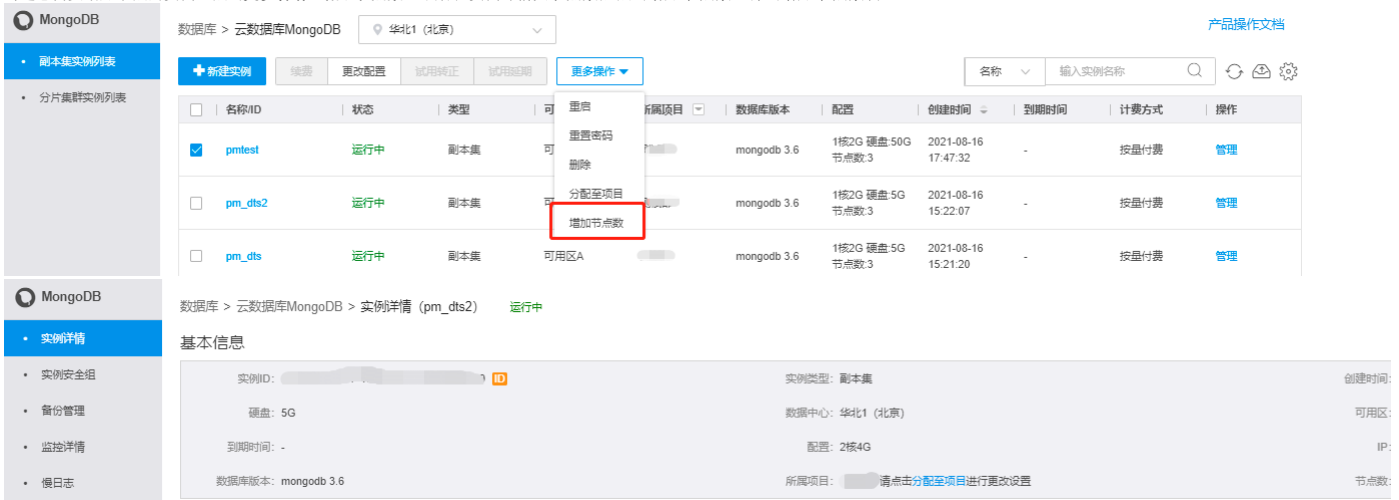 MongoDB
数据库 > 云数据库MongoDB 华北1（北京） 产品操作文档
副本集实例列表
分片集群实例列表
新建实例 续费 更改配置 试用转正 试用延期 更多操作 名称 输入实例名称
名称/ID 状态 类型 可 所属项目 数据库版本 配置 创建时间 到期时间 计费方式 操作
重启
重置密码
删除
分配至项目
增加节点数
pmtest 运行中 副本集 可 mongodb 3.6 1核2G 硬盘:50G 2021-08-16 - 按量付费 管理
节点数:3 17:47:32
pm_dts2 运行中 副本集 mongodb 3.6 1核2G 硬盘:5G 2021-08-16 - 按量付费 管理
节点数:3 15:22:07
pm_dts 运行中 副本集 可用区A mongodb 3.6 1核2G 硬盘:5G 2021-08-16 - 按量付费 管理
节点数:3 15:21:20
MongoDB
数据库 > 云数据库MongoDB > 实例详情（pm_dts2） 运行中
实例详情
实例安全组
备份管理
监控详情
慢日志
基本信息
实例ID: ID 实例类型: 副本集 创建时间:
硬盘: 5G 数据中心: 华北1（北京） 可用区:
到期时间: - 配置: 2核4G IP:
数据库版本: mongodb 3.6 所属项目: 请点击分配至项目进行更改设置 节点数: